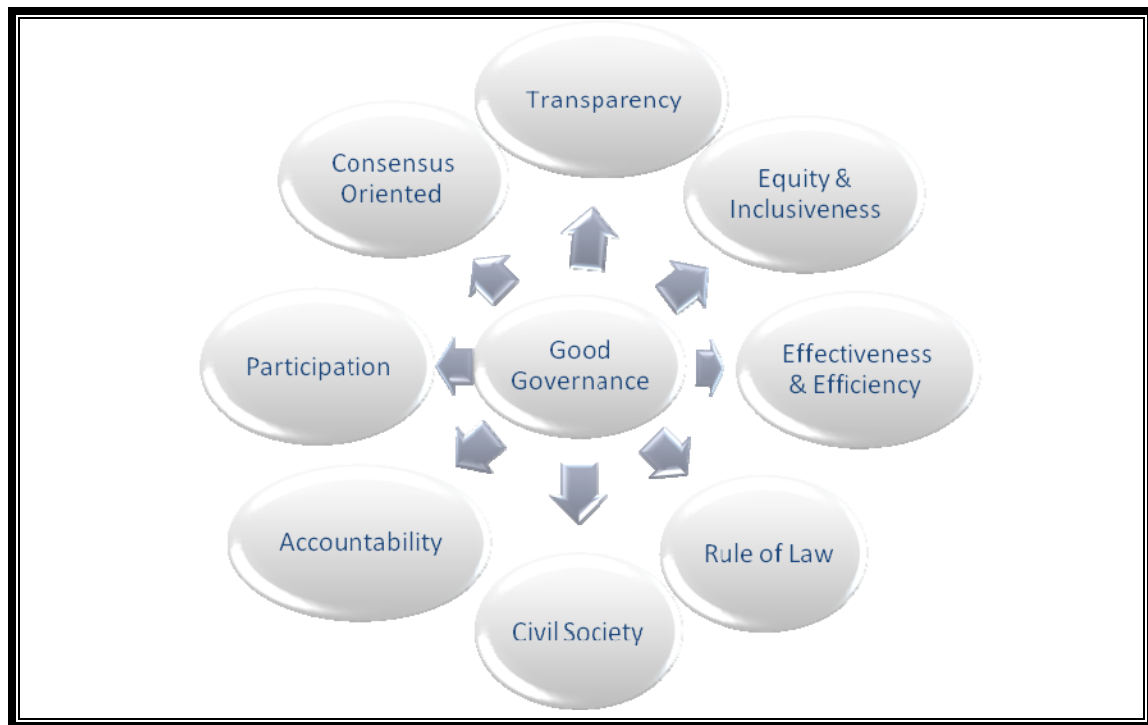 Transparency
Consensus
Oriented
Equity &
Inclusiveness
Participation
Good
Governance
Effectiveness
& Efficiency
Accountability
Rule of Law
Civil Society